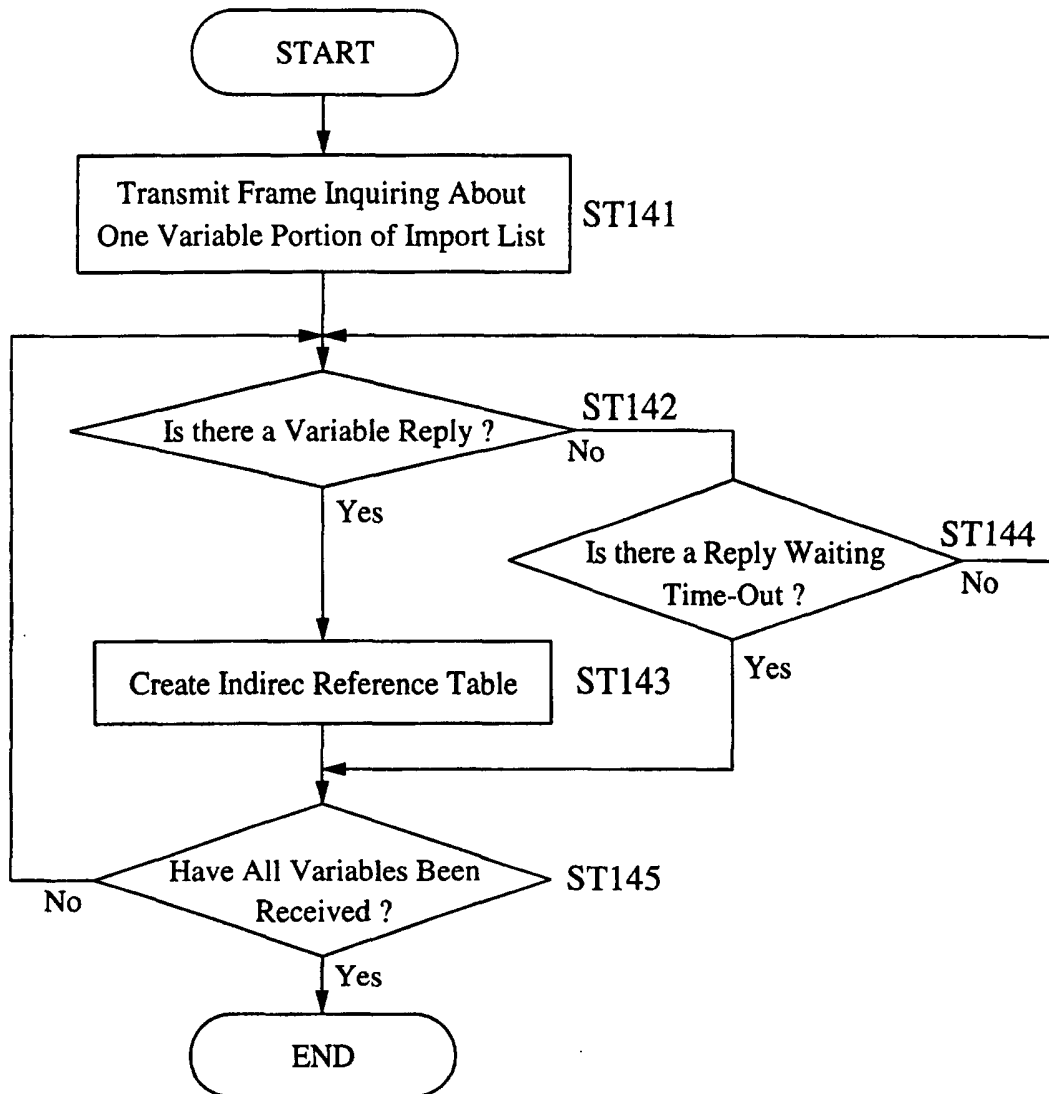 START
Transmit Frame Inquiring About
One Variable Portion of Import List
ST141
Is there a Variable Reply ?
ST142
No
Yes
Is there a Reply Waiting
Time-Out ?
ST144
No
Yes
Create Indirec Reference Table
ST143
Have All Variables Been
Received ?
ST145
No
Yes
END